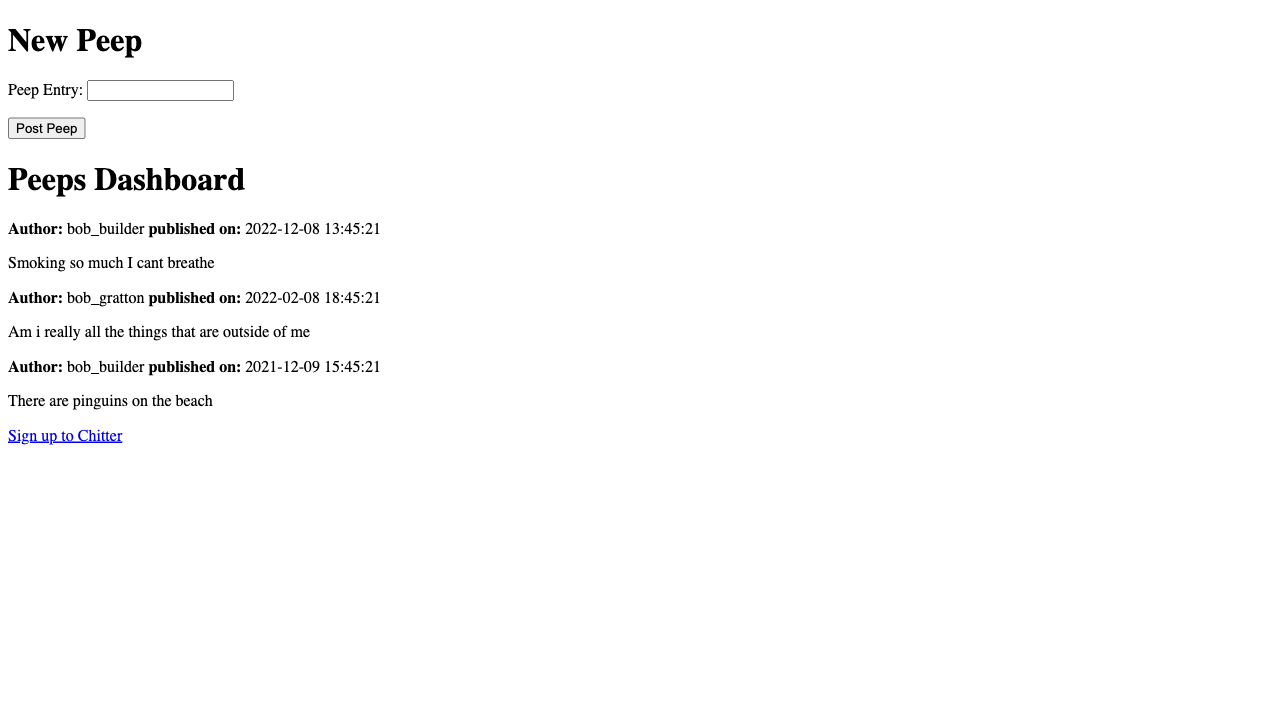 New Peep
Peep Entry:
Post Peep
Peeps Dashboard
Author: bob_builder published on: 2022-12-08 13:45:21
Smoking so much I cant breathe
Author: bob_gratton published on: 2022-02-08 18:45:21
Am i really all the things that are outside of me
Author: bob_builder published on: 2021-12-09 15:45:21
There are pinguins on the beach
Sign up to Chitter